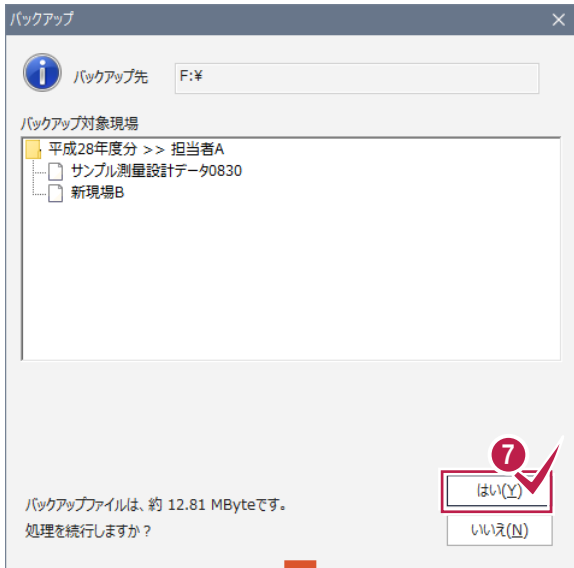 バックアップ
バックアップ先 F:¥
バックアップ対象現場
平成28年度分 >> 担当者A
サンプル測量設計データ0830
新現場B
7
はい(Y)
バックアップファイルは、約 12.81 MByteです。
処理を続行しますか？
いいえ(N)